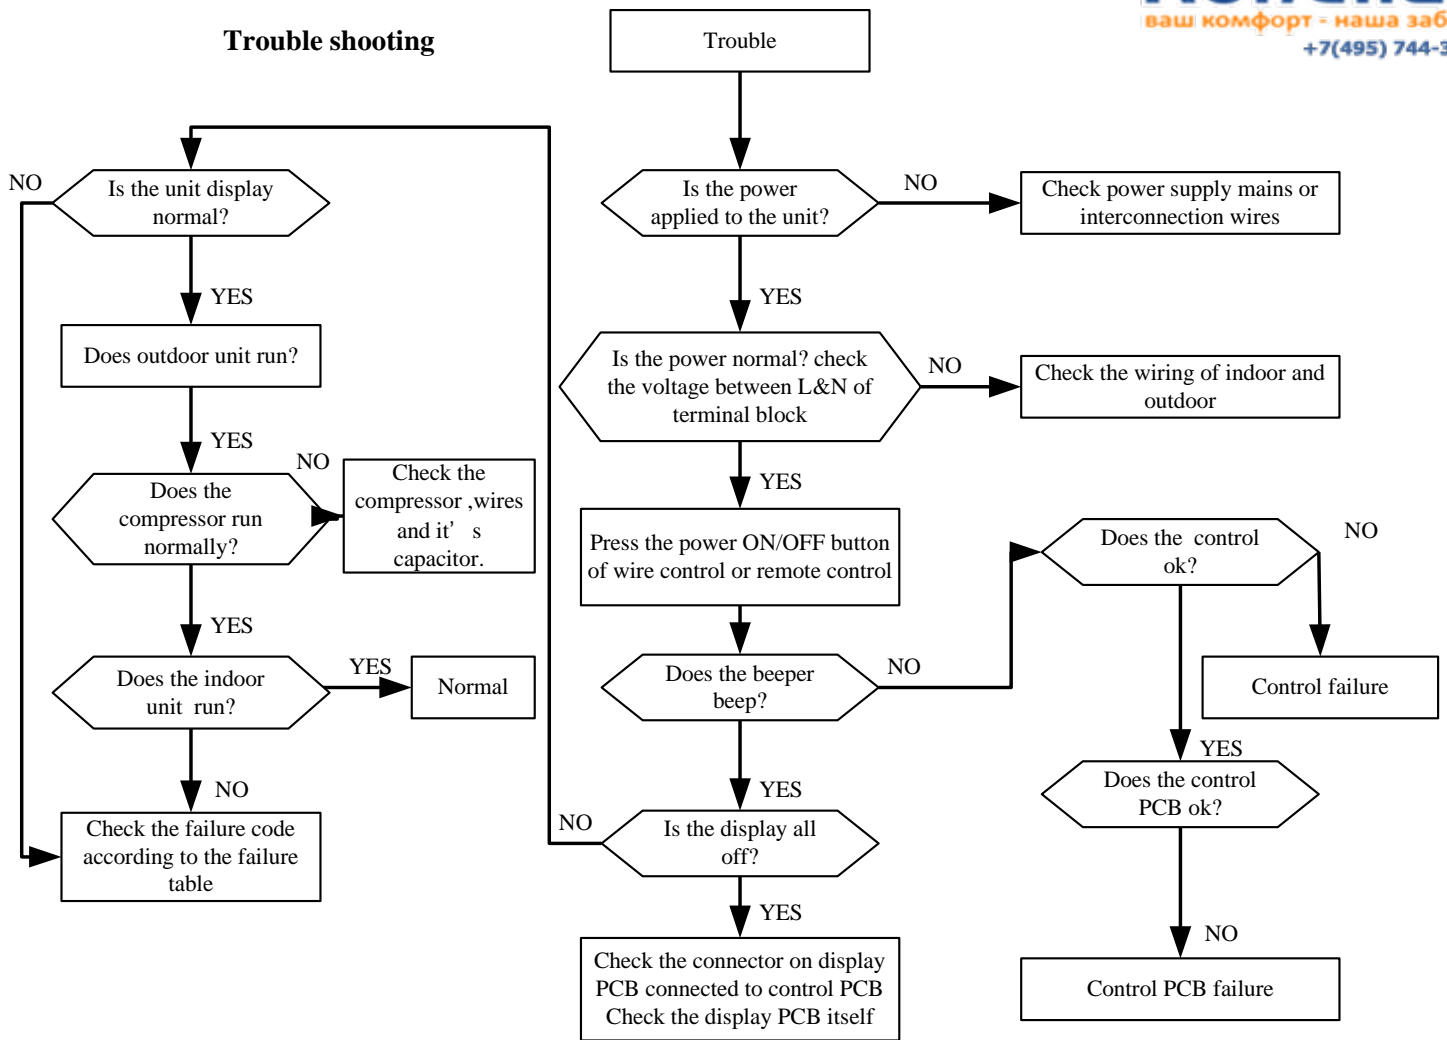 ваш комфорт - наша
+7(495)
Trouble shooting
Trouble
Is the power
applied to the unit?
NO
Check power supply mains or
interconnection wires
YES
Is the power normal? check
the voltage between L&N of
terminal block
NO
Check the wiring of indoor and
outdoor
YES
Press the power ON/OFF button
of wire control or remote control
Does the beeper
beep?
NO
Does the control
ok?
NO
Control failure
YES
Does the control
PCB ok?
NO
Control PCB failure
YES
Is the display all
off?
NO
YES
Check the connector on display
PCB connected to control PCB
Check the display PCB itself
Is the unit display
normal?
NO
YES
Does outdoor unit run?
YES
Does the
compressor run
normally?
NO
Check the
compressor ,wires
and it' s
capacitor.
YES
Does the indoor
unit run?
YES
Normal
NO
Check the failure code
according to the failure
table